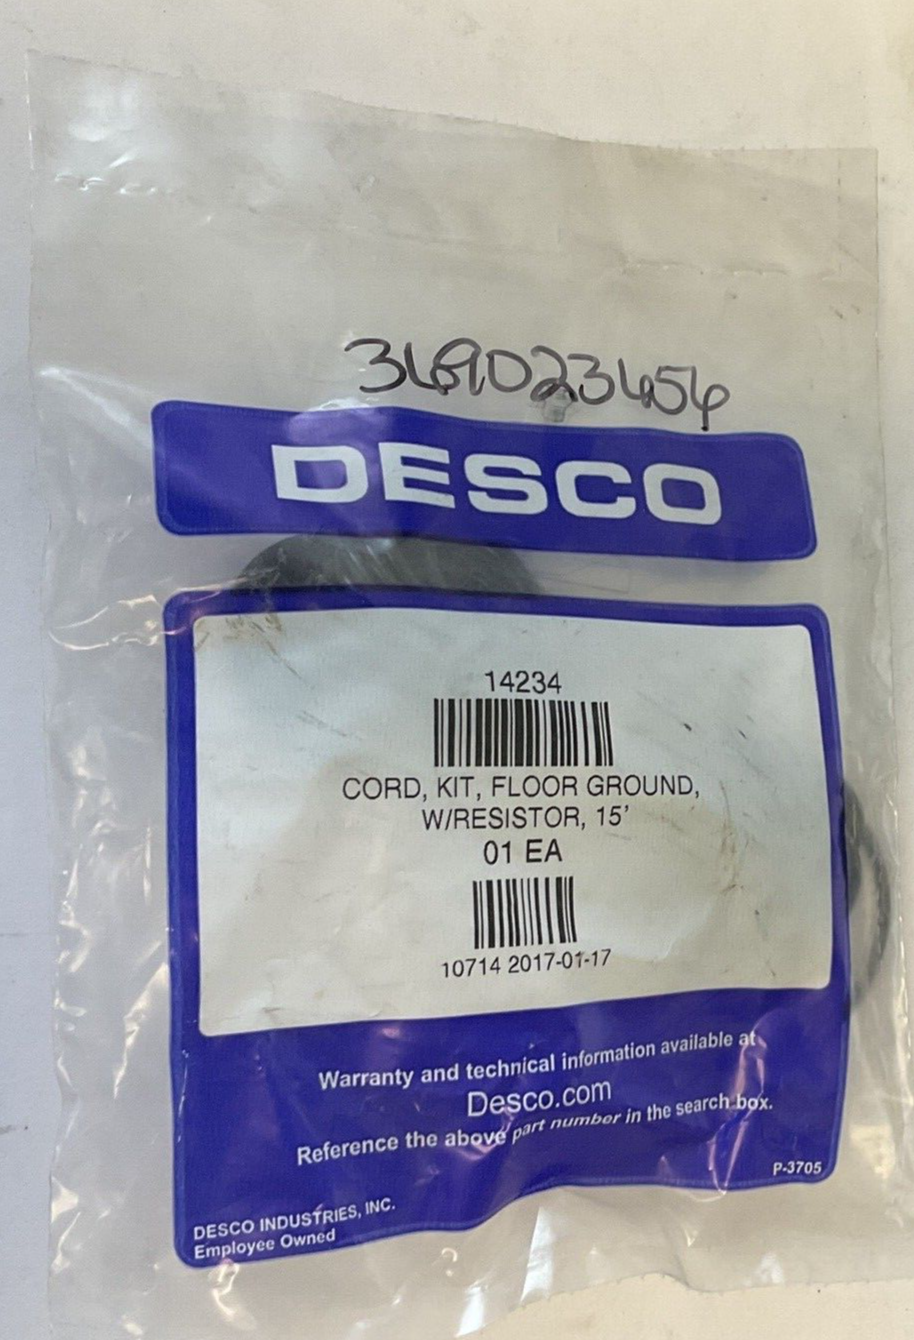 369023656
DESCO
14234
CORD, KIT, FLOOR GROUND,
W/RESISTOR, 15'
01 EA
10714 2017-01-17
Warranty and technical information available at
Desco.com
Reference the above part number in the search box.
P-3705
DESCO INDUSTRIES, INC.
Employee Owned